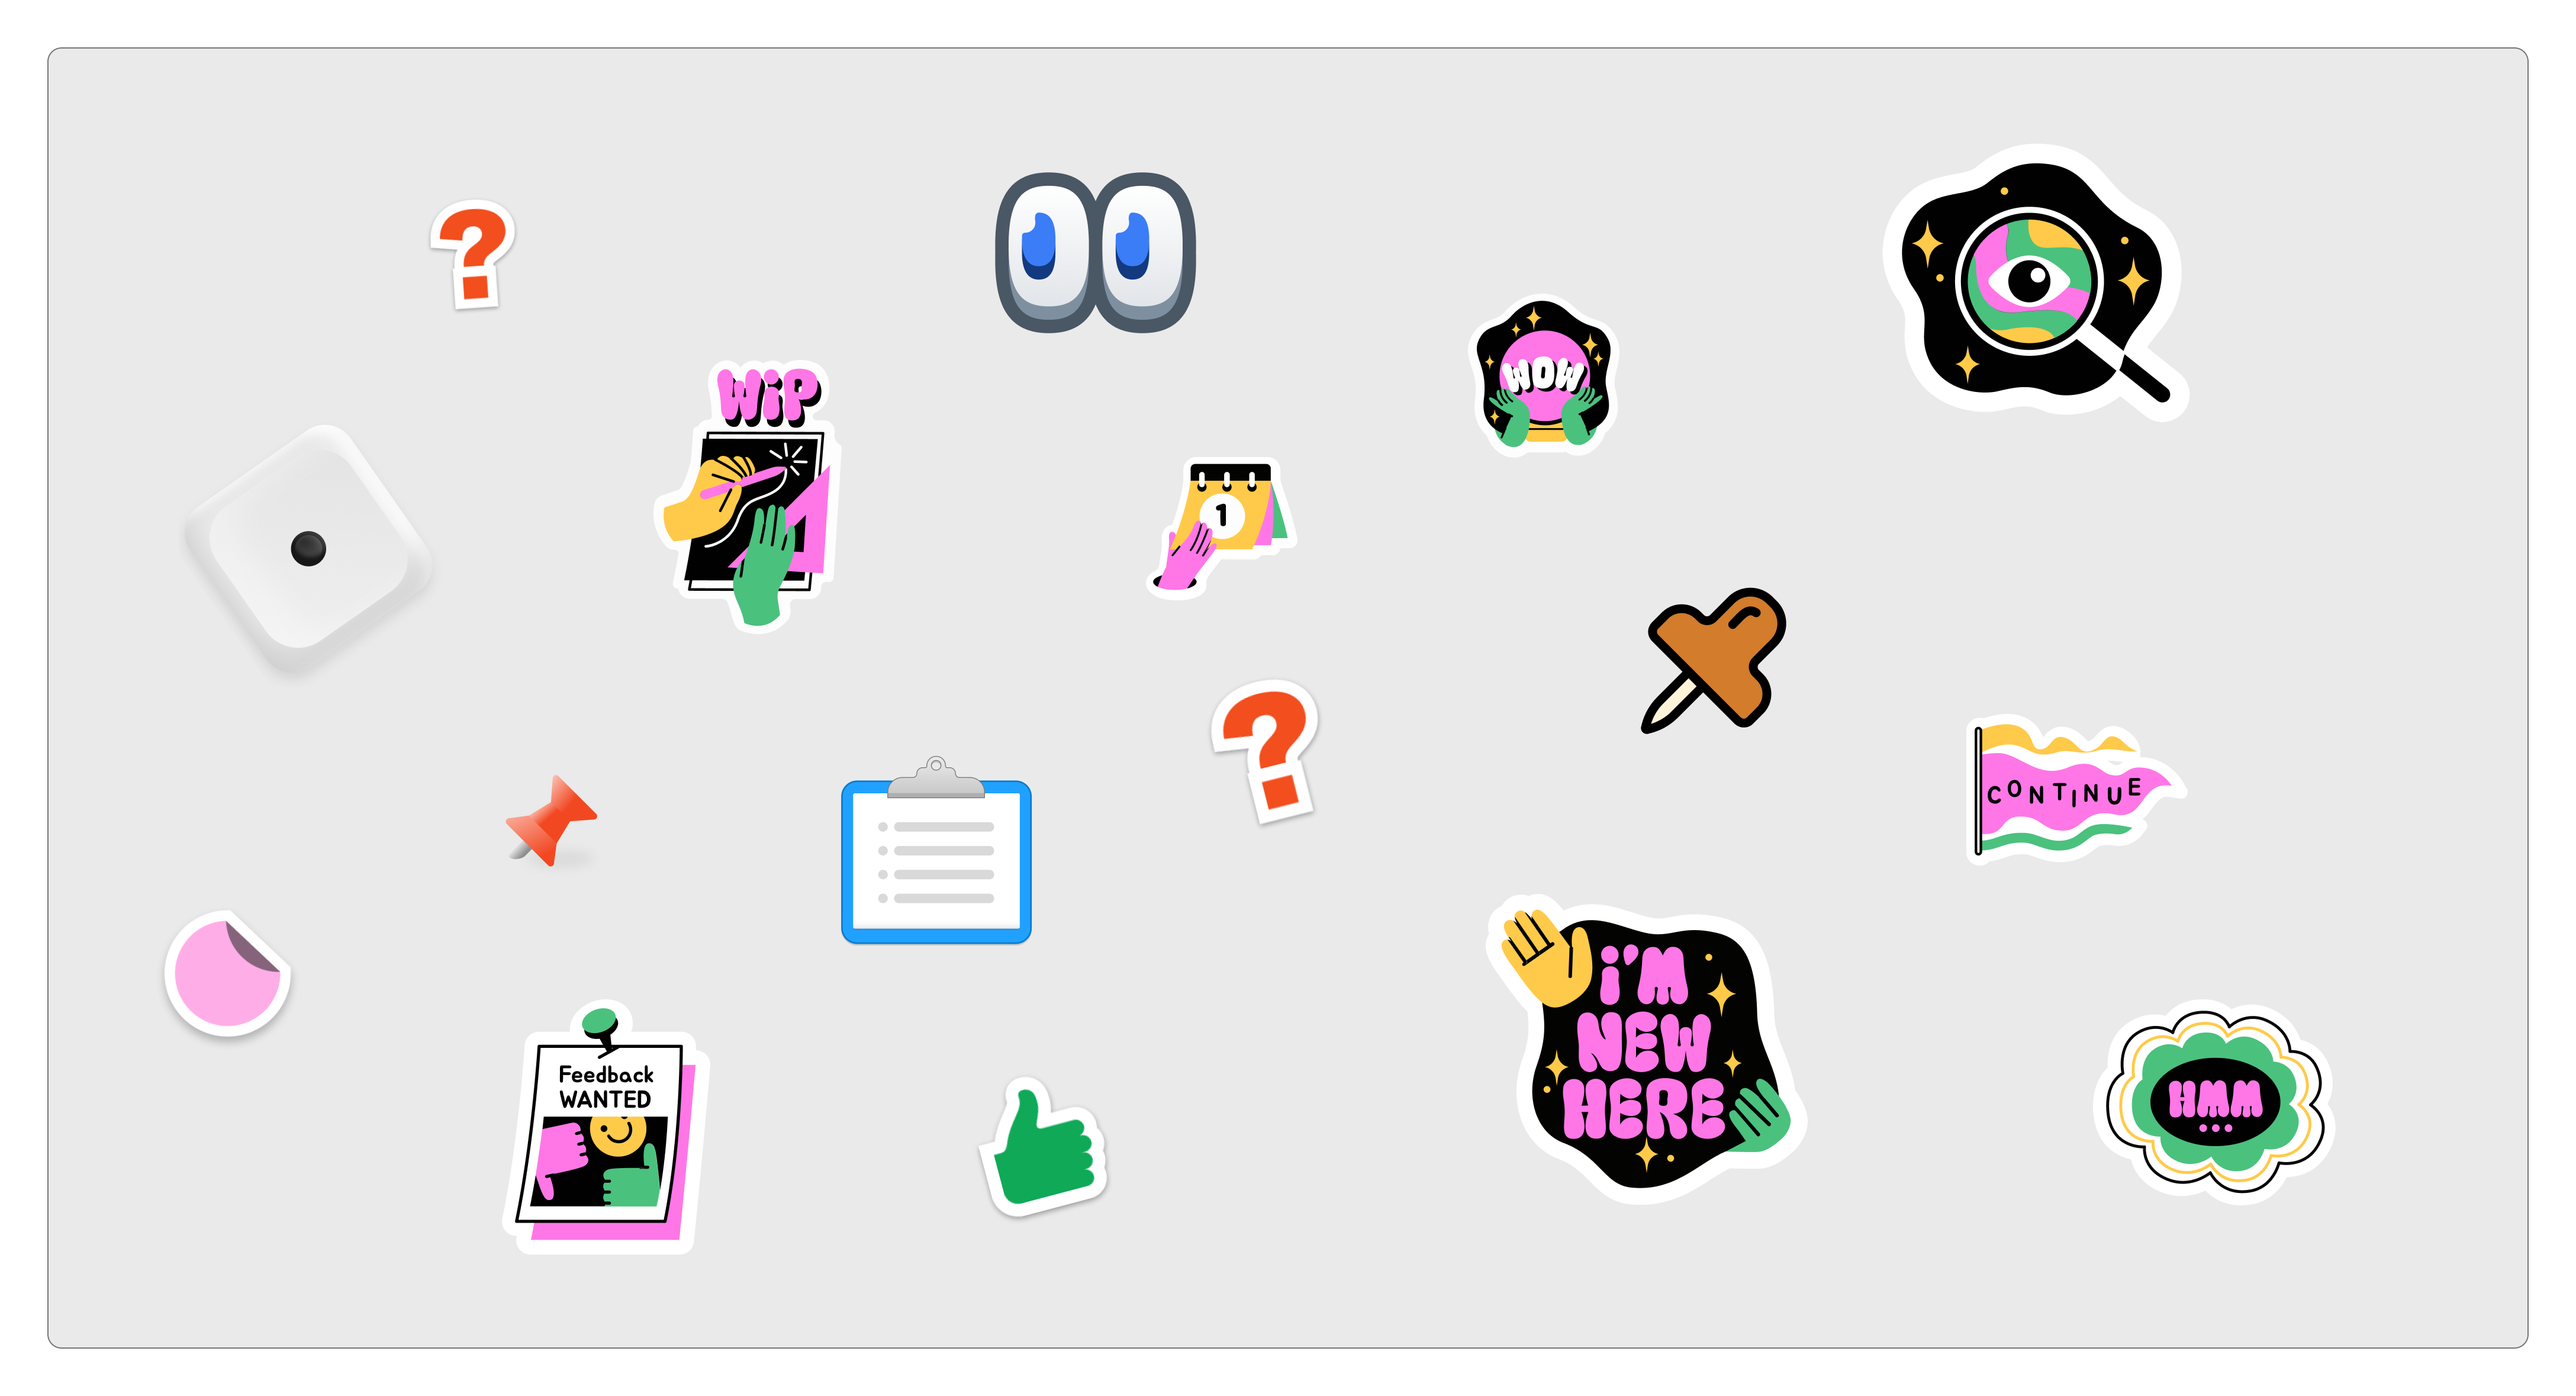 ?
WiP
WOW
1
?
CONTINUE
Feedback
WANTED
i'M
NEW
HERE
HMM
...